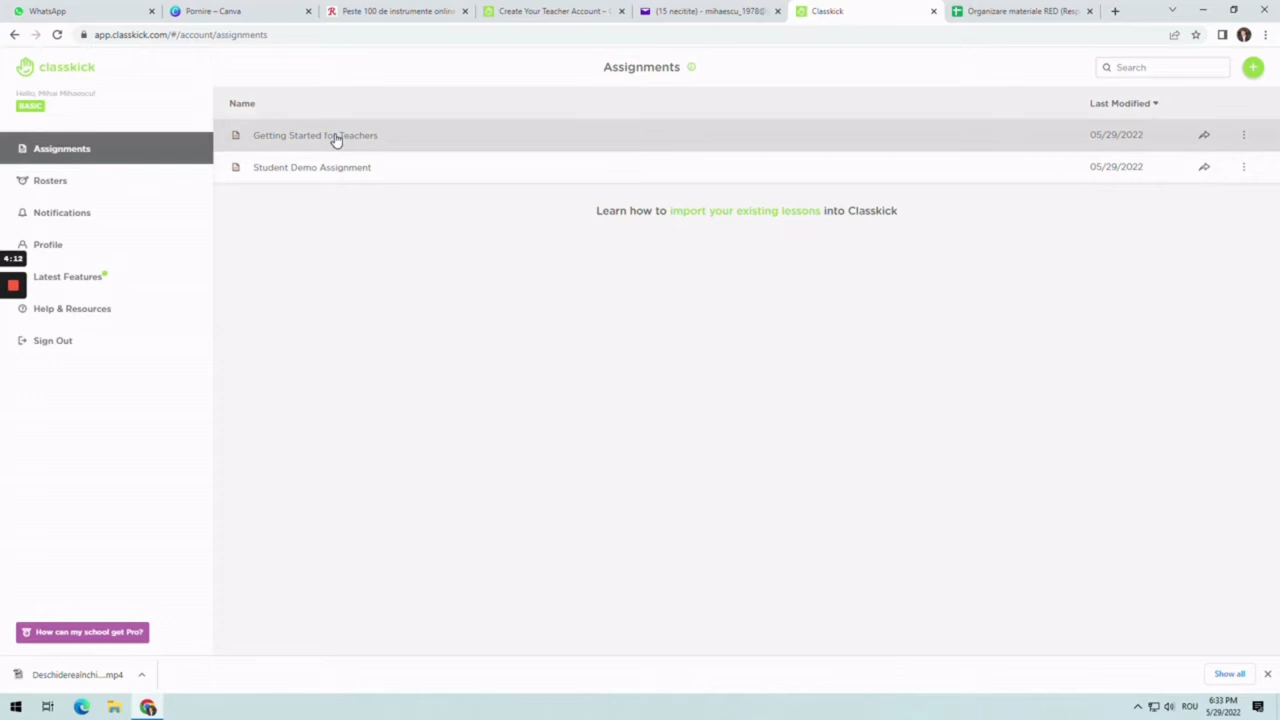 WhatsApp
Pornire – Canva
Peste 100 de instrumente online
Create Your Teacher Account –
(15 necitite) - mihaescu_1978@
Classkick
Organizare materiale RED (Resp
app.classkick.com/#/account/assignments
classkick
Assignments
Search
Hello, Mihai Mihaescu!
BASIC
Name
Last Modified
Assignments
Getting Started for Teachers
05/29/2022
Student Demo Assignment
05/29/2022
Rosters
Learn how to import your existing lessons into Classkick
Notifications
Profile
4:12
Latest Features
Help & Resources
Sign Out
How can my school get Pro?
DeschidereaInchi....mp4
Show all
ROU
6:33 PM
5/29/2022